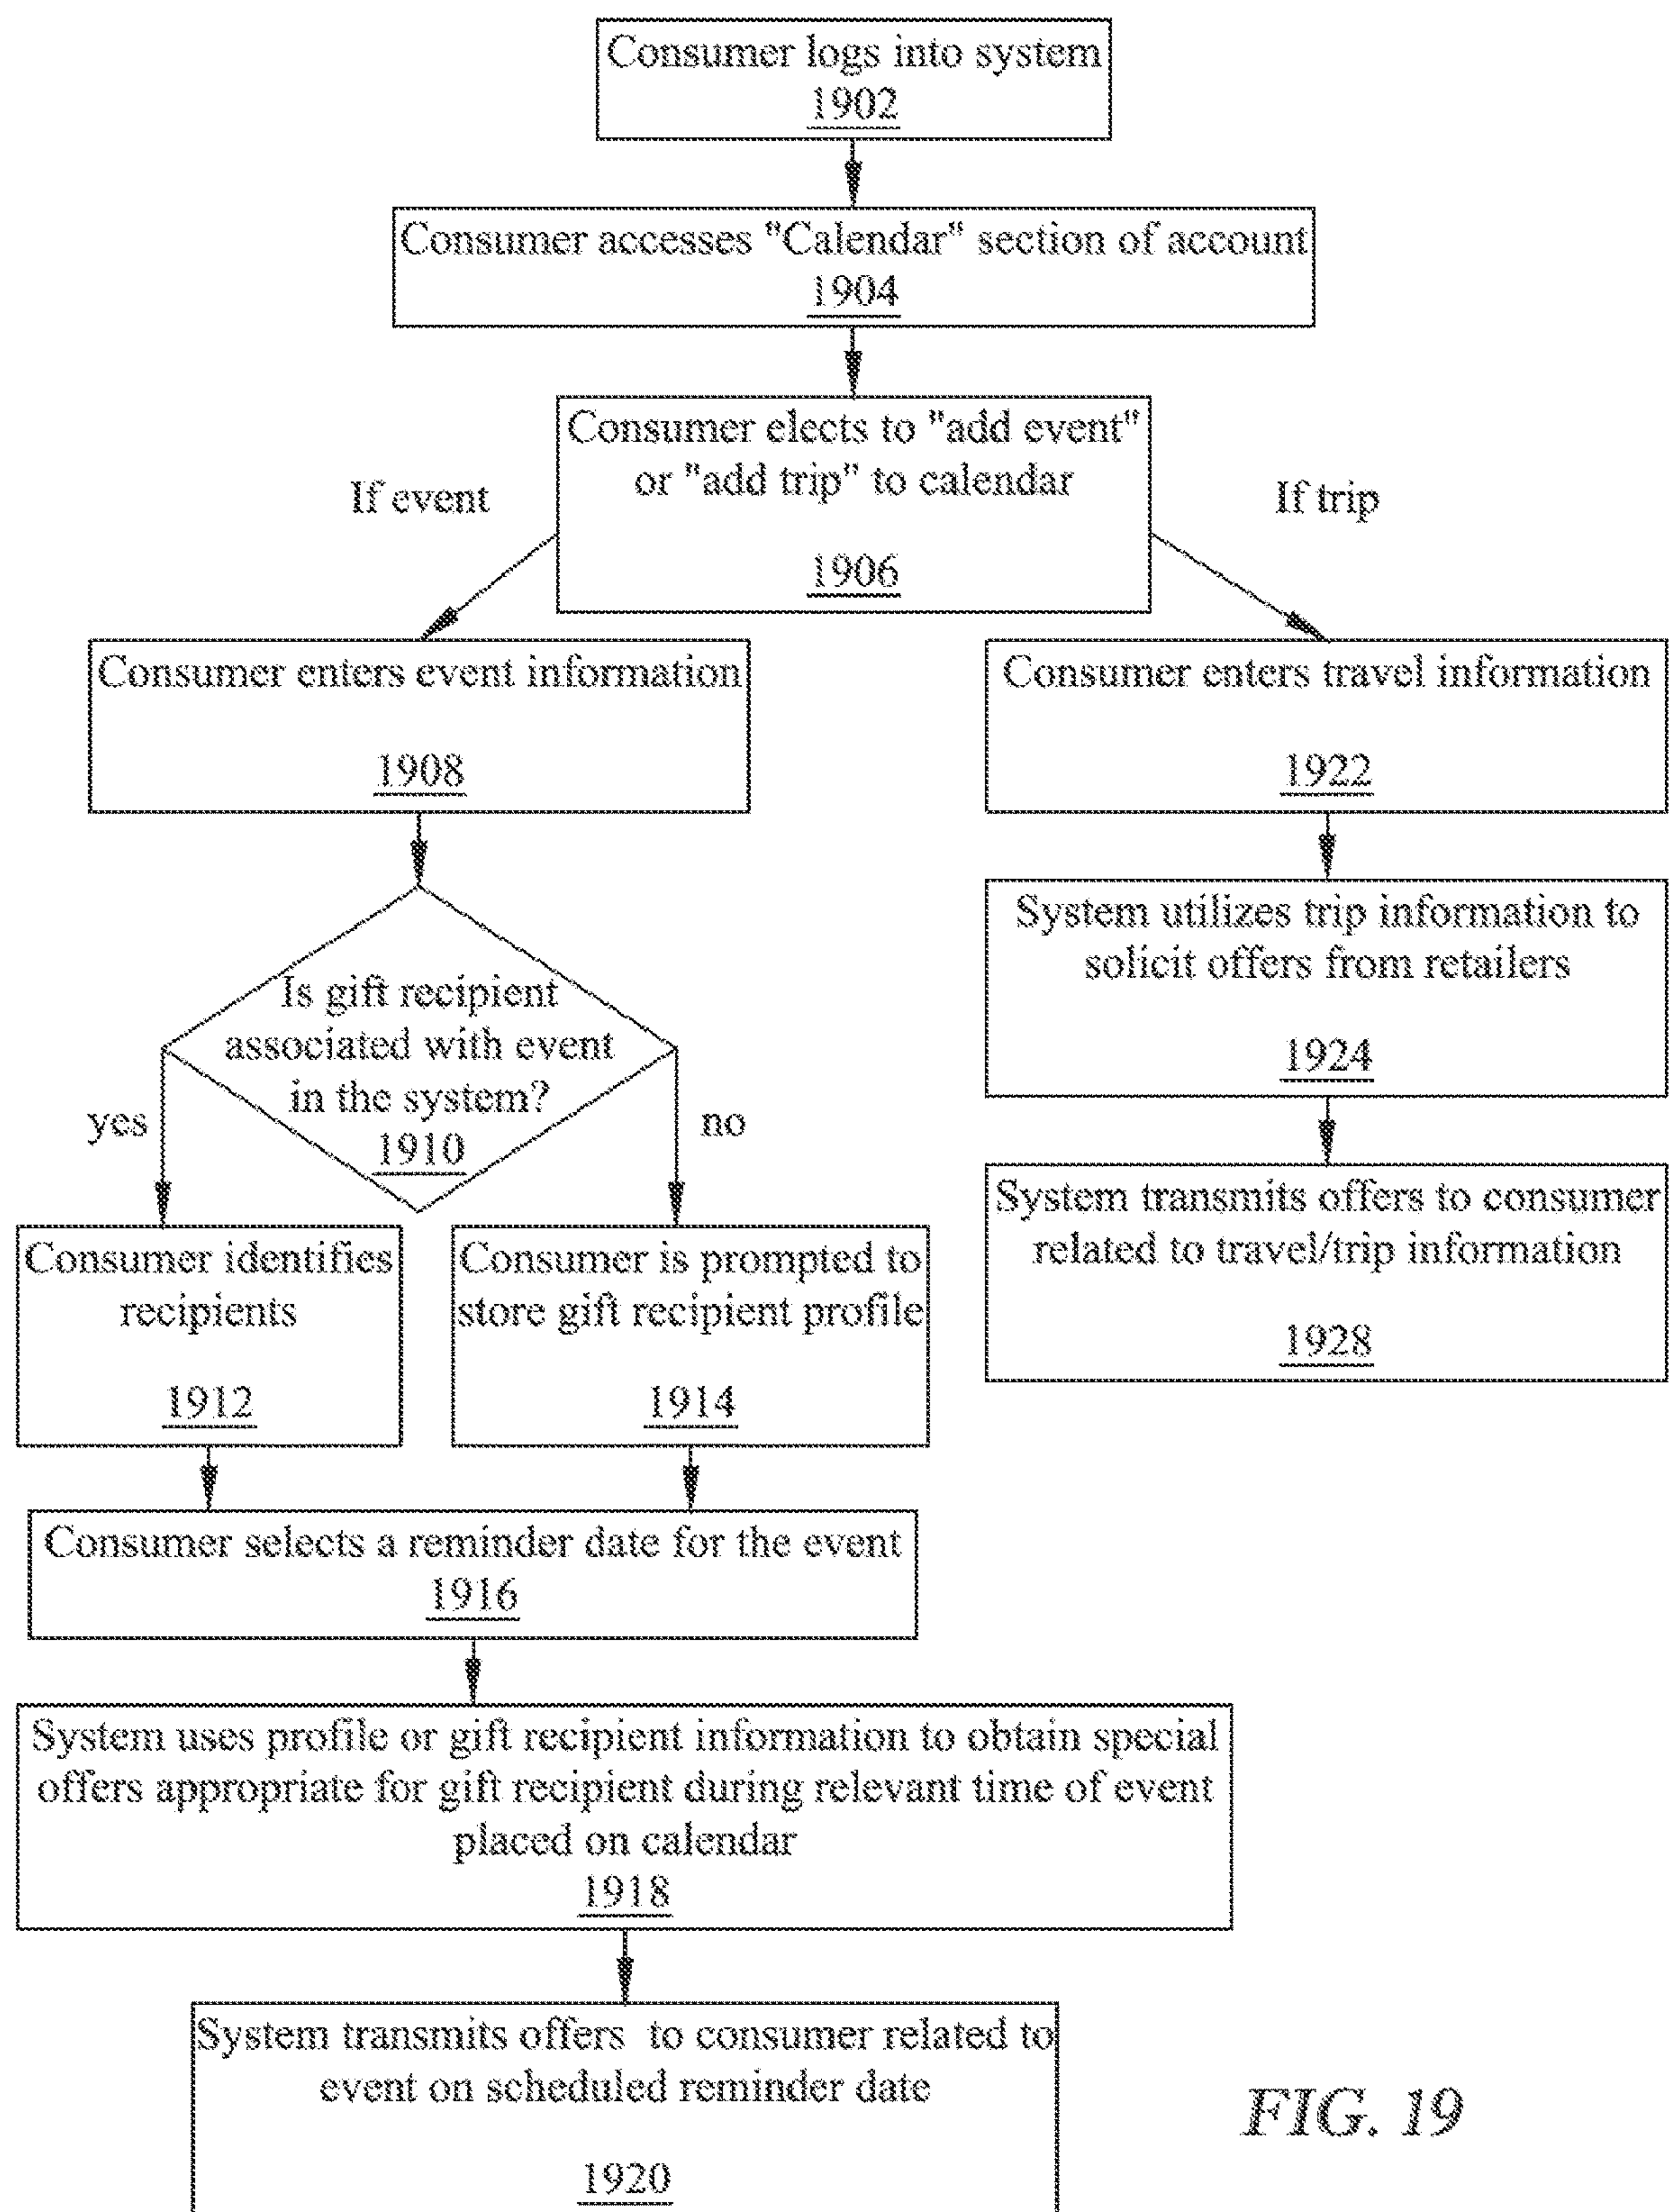 Consumer logs into system
1902
Consumer accesses "Calendar" section of account
1904
Consumer elects to "add event"
or "add trip" to calendar
1906
If event
If trip
Consumer enters event information
1908
Is gift recipient
associated with event
in the system?
1910
yes
no
Consumer identifies
recipients
1912
Consumer is prompted to
store gift recipient profile
1914
Consumer selects a reminder date for the event
1916
System uses profile or gift recipient information to obtain special
offers appropriate for gift recipient during relevant time of event
placed on calendar
1918
System transmits offers to consumer related to
event on scheduled reminder date
1920
Consumer enters travel information
1922
System utilizes trip information to
solicit offers from retailers
1924
System transmits offers to consumer
related to travel/trip information
1928
FIG. 19